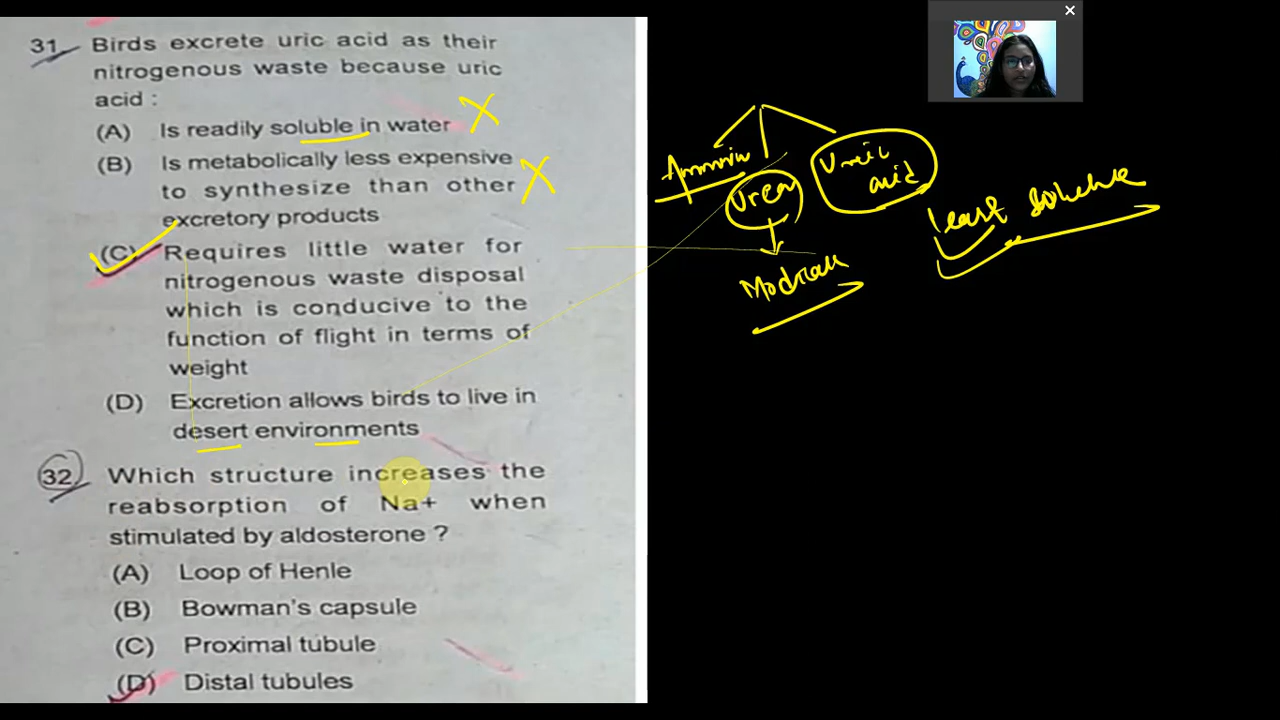 31 Birds excrete uric acid as their
nitrogenous waste because uric
acid :
(A) Is readily soluble in water
(B) Is metabolically less expensive
to synthesize than other
excretory products
(C) Requires little water for
nitrogenous waste disposal
which is conducive to the
function of flight in terms of
weight
(D) Excretion allows birds to live in
desert environments
32 Which structure increases the
reabsorption of Na+ when
stimulated by aldosterone ?
(A) Loop of Henle
(B) Bowman's capsule
(C) Proximal tubule
(D) Distal tubules
Urea
Uric
acid
least soluble